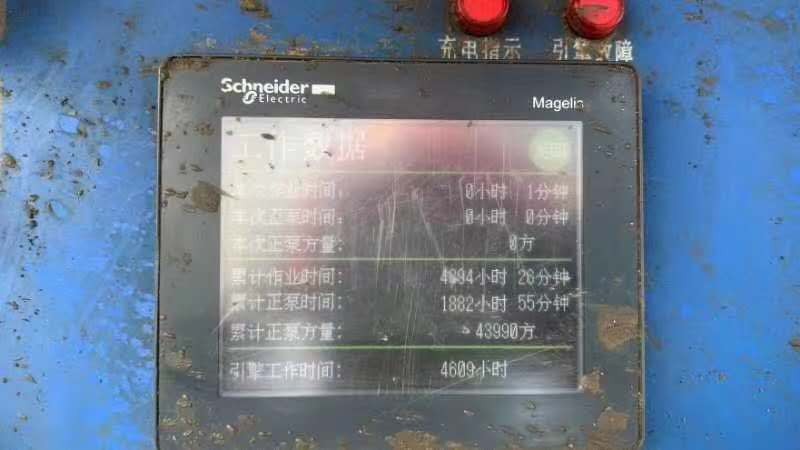 充电指示 引擎故障
Schneider
Electric
Magelis
工作数据
本次作业时间： 0小时 1分钟
本次正泵时间： 0小时 0分钟
本次正泵方量： 0方
累计作业时间： 小时 26分钟
累计正泵时间： 1882小时 55分钟
累计正泵方量： 43990方
引擎工作时间： 4609小时